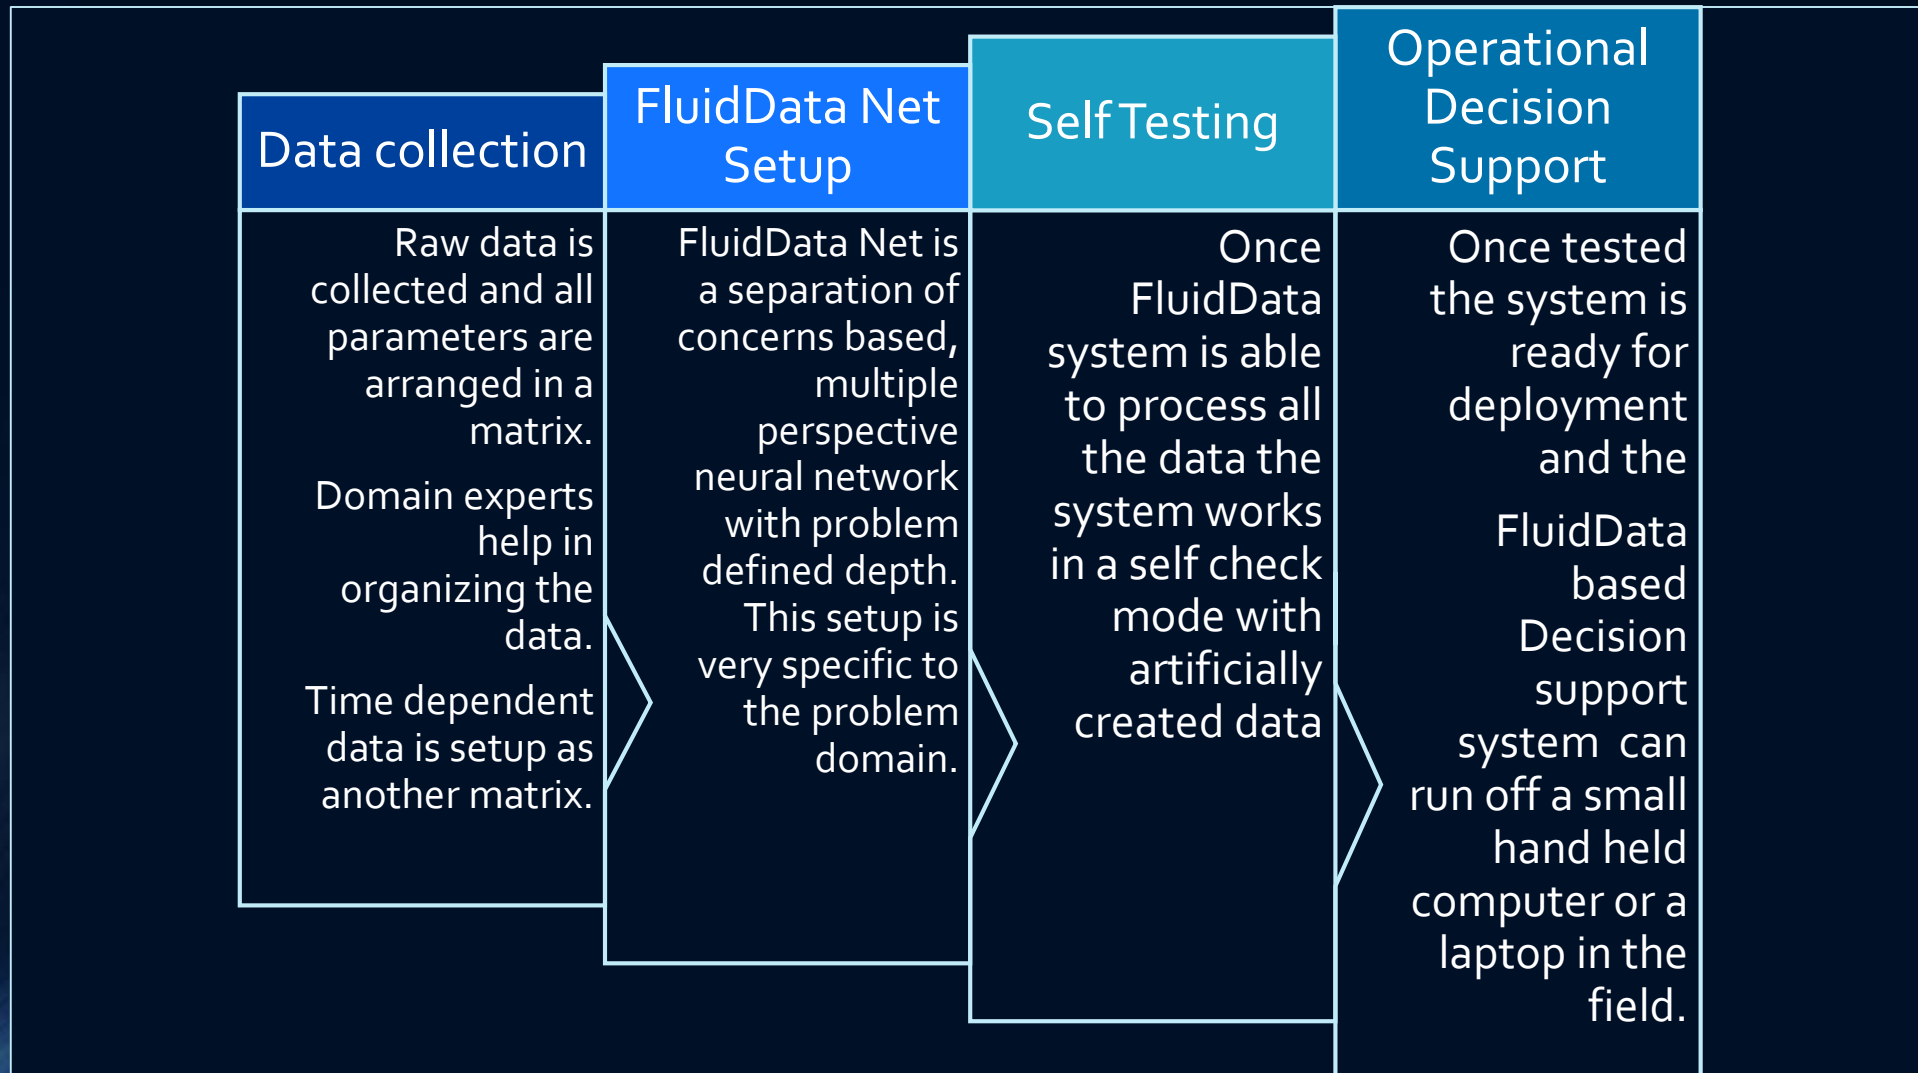 Data collection
Raw data is
collected and all
parameters are
arranged in a
matrix.
Domain experts
help in
organizing the
data.
Time dependent
data is setup as
another matrix.
FluidData Net
Setup
FluidData Net is
a separation of
concerns based,
multiple
perspective
neural network
with problem
defined depth.
This setup is
very specific to
the problem
domain.
Self Testing
Once
FluidData
system is able
to process all
the data the
system works
in a self check
mode with
artificially
created data
Operational
Decision
Support
Once tested
the system is
ready for
deployment
and the
FluidData
based
Decision
support
system can
run off a small
hand held
computer or a
laptop in the
field.